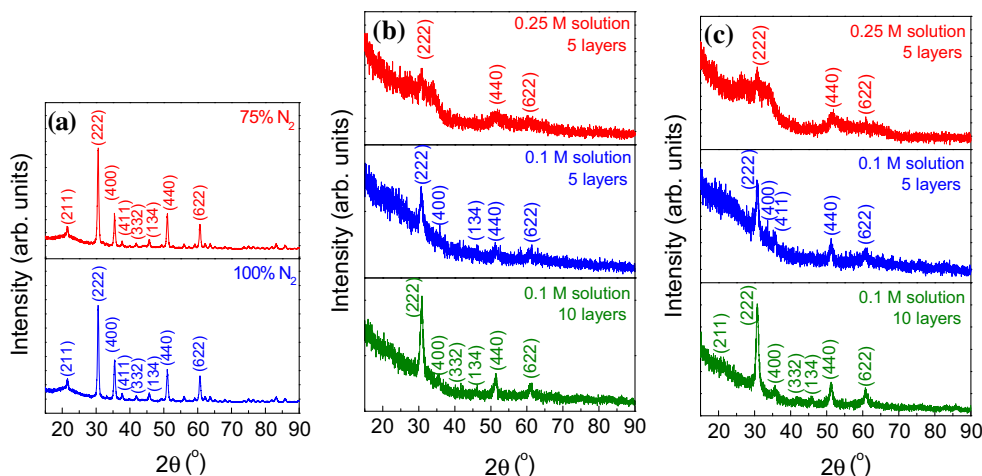 (a)
75% N2
(211)
(222)
(400)
(411)
(332)
(134)
(440)
(622)
100% N2
(211)
(222)
(400)
(411)
(332)
(134)
(440)
(622)
Intensity (arb. units)
20 30 40 50 60 70 80 90
2θ (°)
(b)
0.25 M solution
5 layers
(222)
(440)
(622)
0.1 M solution
5 layers
(222)
(400)
(134)
(440)
(622)
0.1 M solution
10 layers
(222)
(400)
(332)
(134)
(440)
(622)
Intensity (arb. units)
20 30 40 50 60 70 80 90
2θ (°)
(c)
0.25 M solution
5 layers
(222)
(440)
(622)
0.1 M solution
5 layers
(222)
(400)
(411)
(440)
(622)
0.1 M solution
10 layers
(211)
(222)
(400)
(332)
(134)
(440)
(622)
Intensity (arb. units)
20 30 40 50 60 70 80 90
2θ (°)